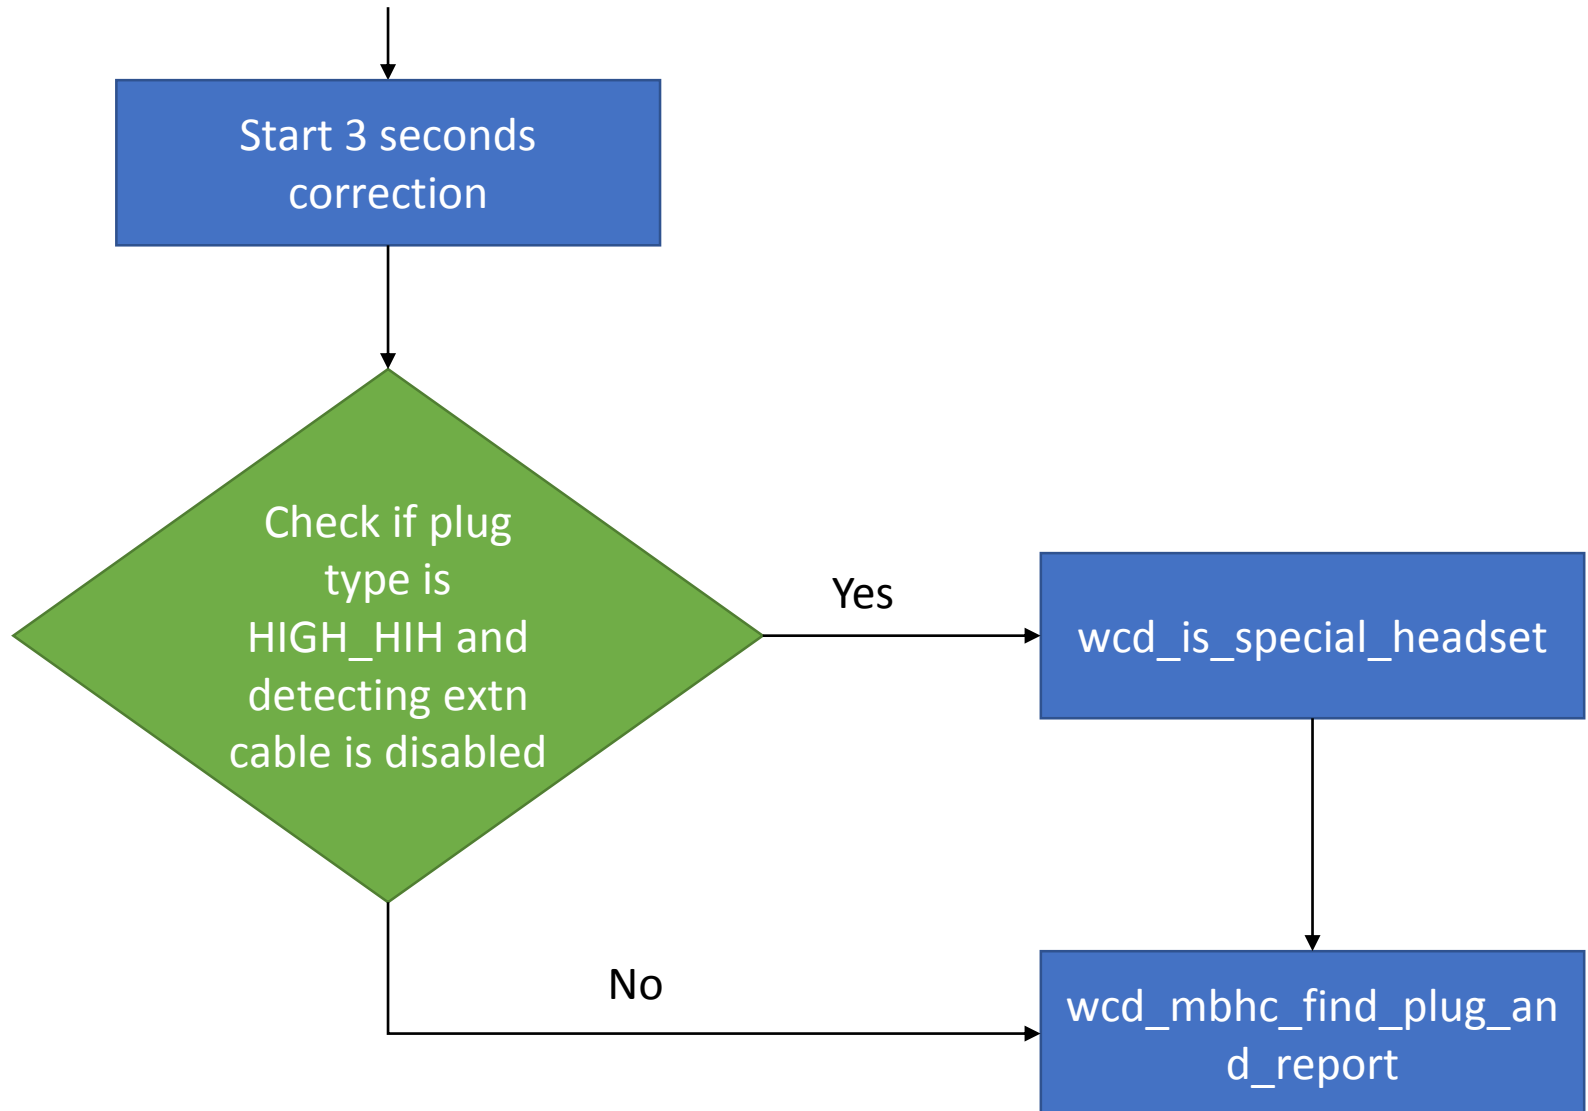 Start 3 seconds
correction
Check if plug
type is
HIGH_HIH and
detecting extn
cable is disabled
Yes
wcd_is_special_headset
No
wcd_mbhc_find_plug_an
d_report